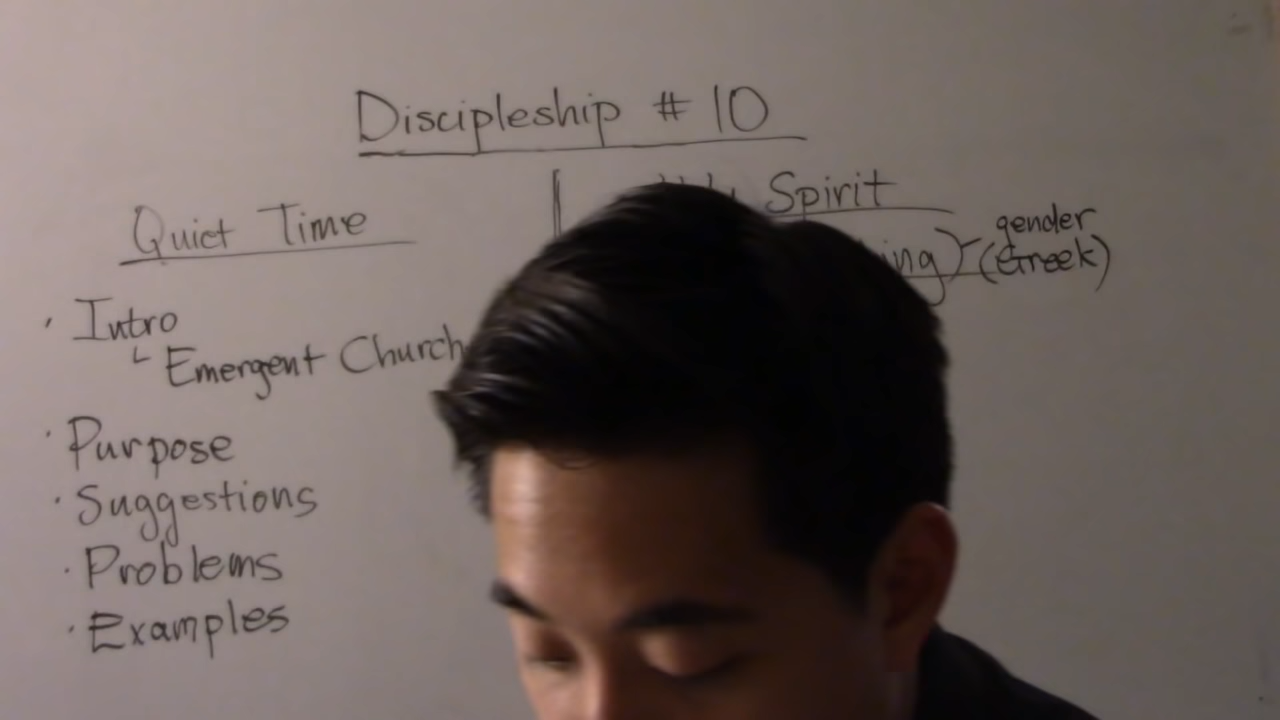 Discipleship # 10
Quiet Time
· Intro
└ Emergent Church
· Purpose
· Suggestions
· Problems
· Examples
Spirit
gender
(Greek)